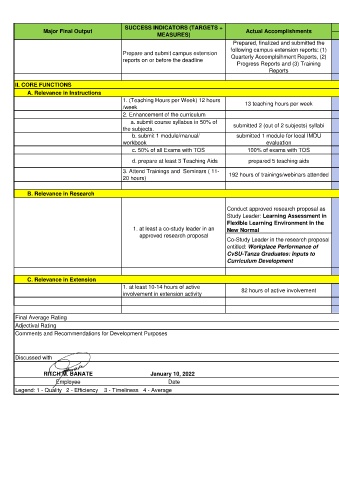 Major Final Output
SUCCESS INDICATORS (TARGETS +
MEASURES)
Actual Accomplishments
Prepare and submit campus extension
reports on or before the deadline
Prepared, finalized and submitted the
following campus extension reports: (1)
Quarterly Accomplishment Reports, (2)
Progress Reports and (3) Training
Reports
II. CORE FUNCTIONS
A. Relevance in Instructions
1. (Teaching Hours per Week) 12 hours
/week
13 teaching hours per week
2. Enhancement of the curriculum
a. submit course syllabus in 50% of
the subjects.
submitted 2 (out of 2 subjects) syllabi
b. submit 1 module/manual/
workbook
submitted 1 module for local IMDU
evaluation
c. 50% of all Exams with TOS
100% of exams with TOS
d. prepare at least 3 Teaching Aids
prepared 5 teaching aids
3. Attend Trainings and Seminars ( 11-
20 hours)
192 hours of trainings/webinars attended
B. Relevance in Research
1. at least a co-study leader in an
approved research proposal
Conduct approved research proposal as
Study Leader: Learning Assessment in
Flexible Learning Environment in the
New Normal
Co-Study Leader in the research proposal
entitled: Workplace Performance of
CvSU-Tanza Graduates: Inputs to
Curriculum Development
C. Relevance in Extension
1. at least 10-14 hours of active
involvement in extension activity
82 hours of active involvement
Final Average Rating
Adjectival Rating
Comments and Recommendations for Development Purposes
Discussed with
RITCH M. BANATE
January 10, 2022
Employee
Date
Legend: 1 - Quality 2 - Efficiency 3 - Timeliness 4 - Average